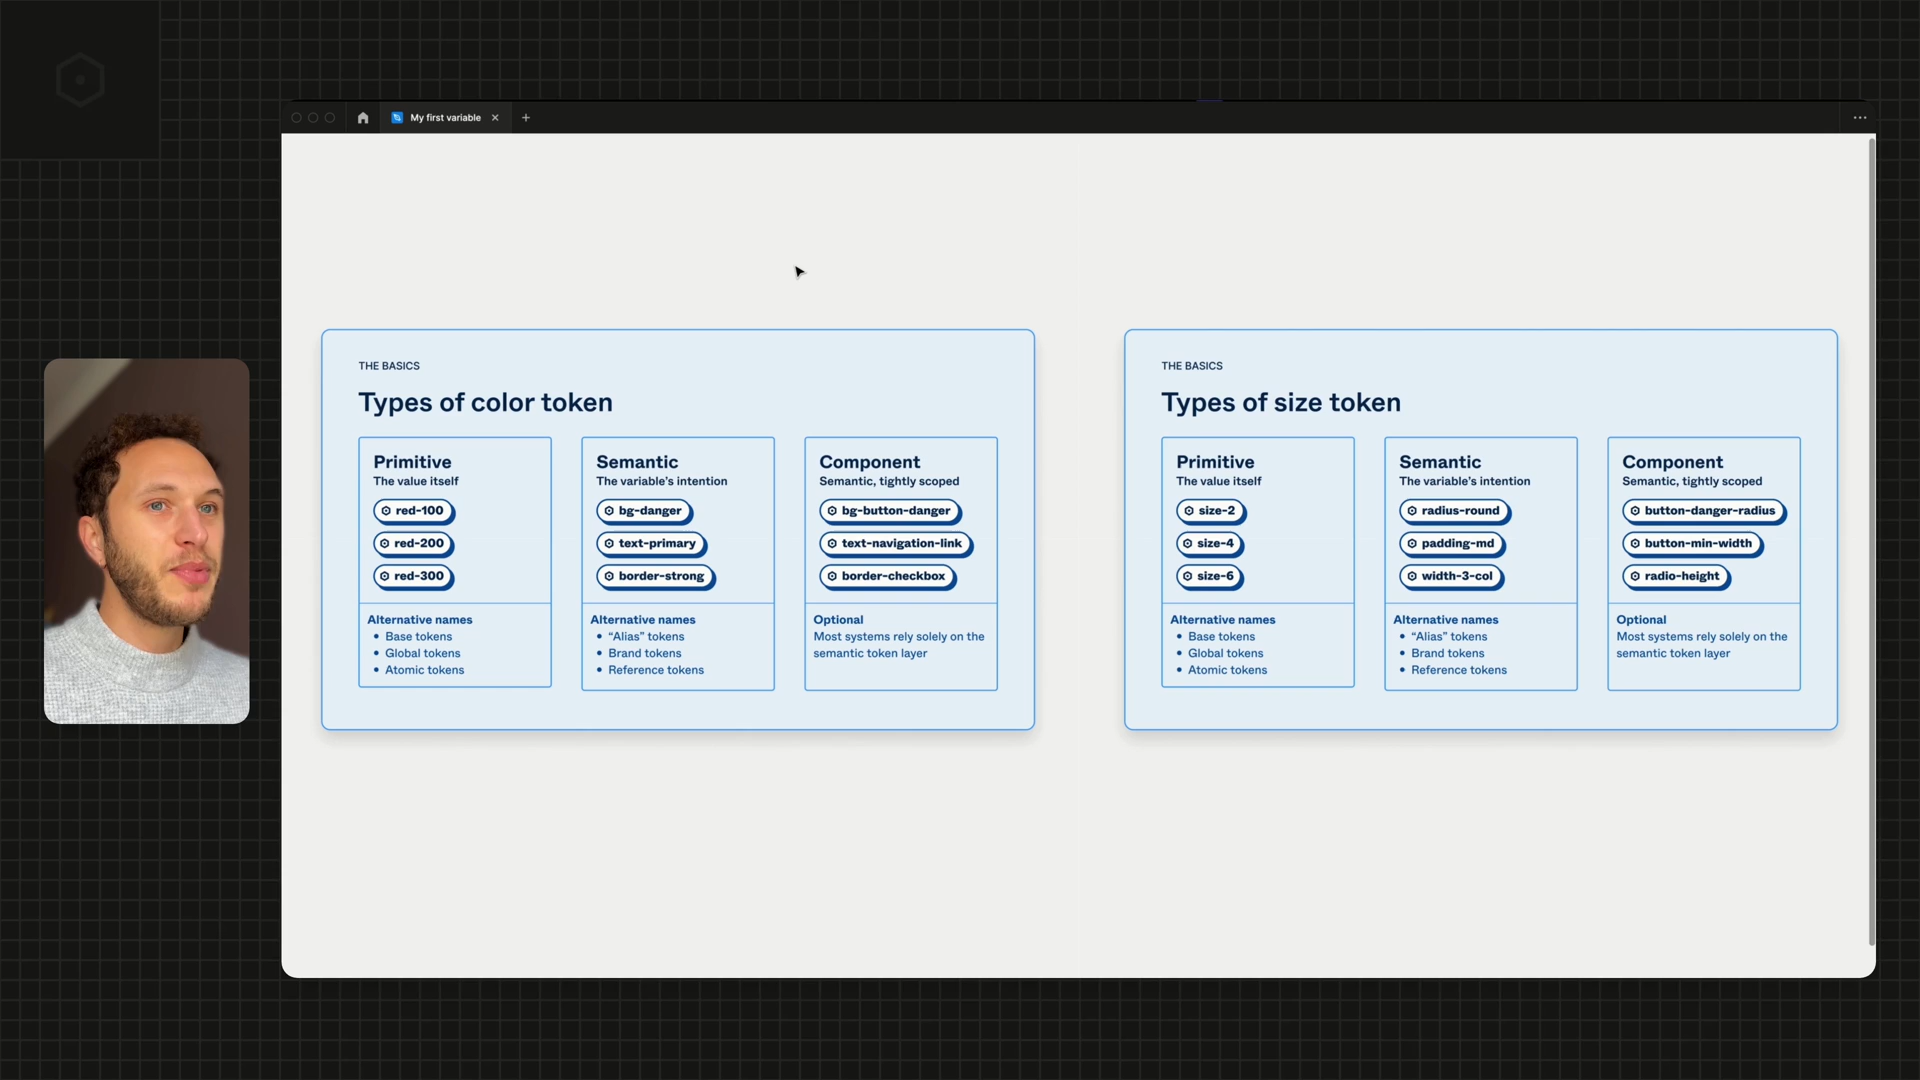 My first variable
THE BASICS
Types of color token
Primitive
The value itself
red-100
red-200
red-300
Alternative names
• Base tokens
• Global tokens
• Atomic tokens
Semantic
The variable’s intention
bg-danger
text-primary
border-strong
Alternative names
• “Alias” tokens
• Brand tokens
• Reference tokens
Component
Semantic, tightly scoped
bg-button-danger
text-navigation-link
border-checkbox
Optional
Most systems rely solely on the
semantic token layer
THE BASICS
Types of size token
Primitive
The value itself
size-2
size-4
size-6
Alternative names
• Base tokens
• Global tokens
• Atomic tokens
Semantic
The variable’s intention
radius-round
padding-md
width-3-col
Alternative names
• “Alias” tokens
• Brand tokens
• Reference tokens
Component
Semantic, tightly scoped
button-danger-radius
button-min-width
radio-height
Optional
Most systems rely solely on the
semantic token layer